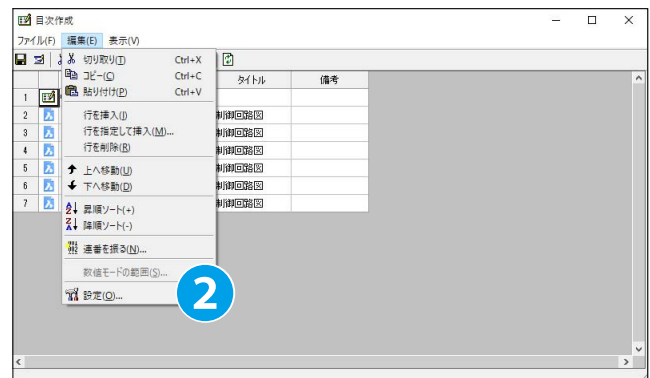 目次作成
ファイル(F) 編集(E) 表示(V)
切り取り(T) Ctrl+X
コピー(C) Ctrl+C
貼り付け(P) Ctrl+V
行を挿入(I)
行を指定して挿入(M)...
行を削除(R)
上へ移動(U)
下へ移動(D)
昇順ソート(+)
降順ソート(-)
連番を振る(N)...
数値モードの範囲(S)...
設定(O)...
2
タイトル 備考
1
2 制御回路図
3 制御回路図
4 制御回路図
5 制御回路図
6 制御回路図
7 制御回路図